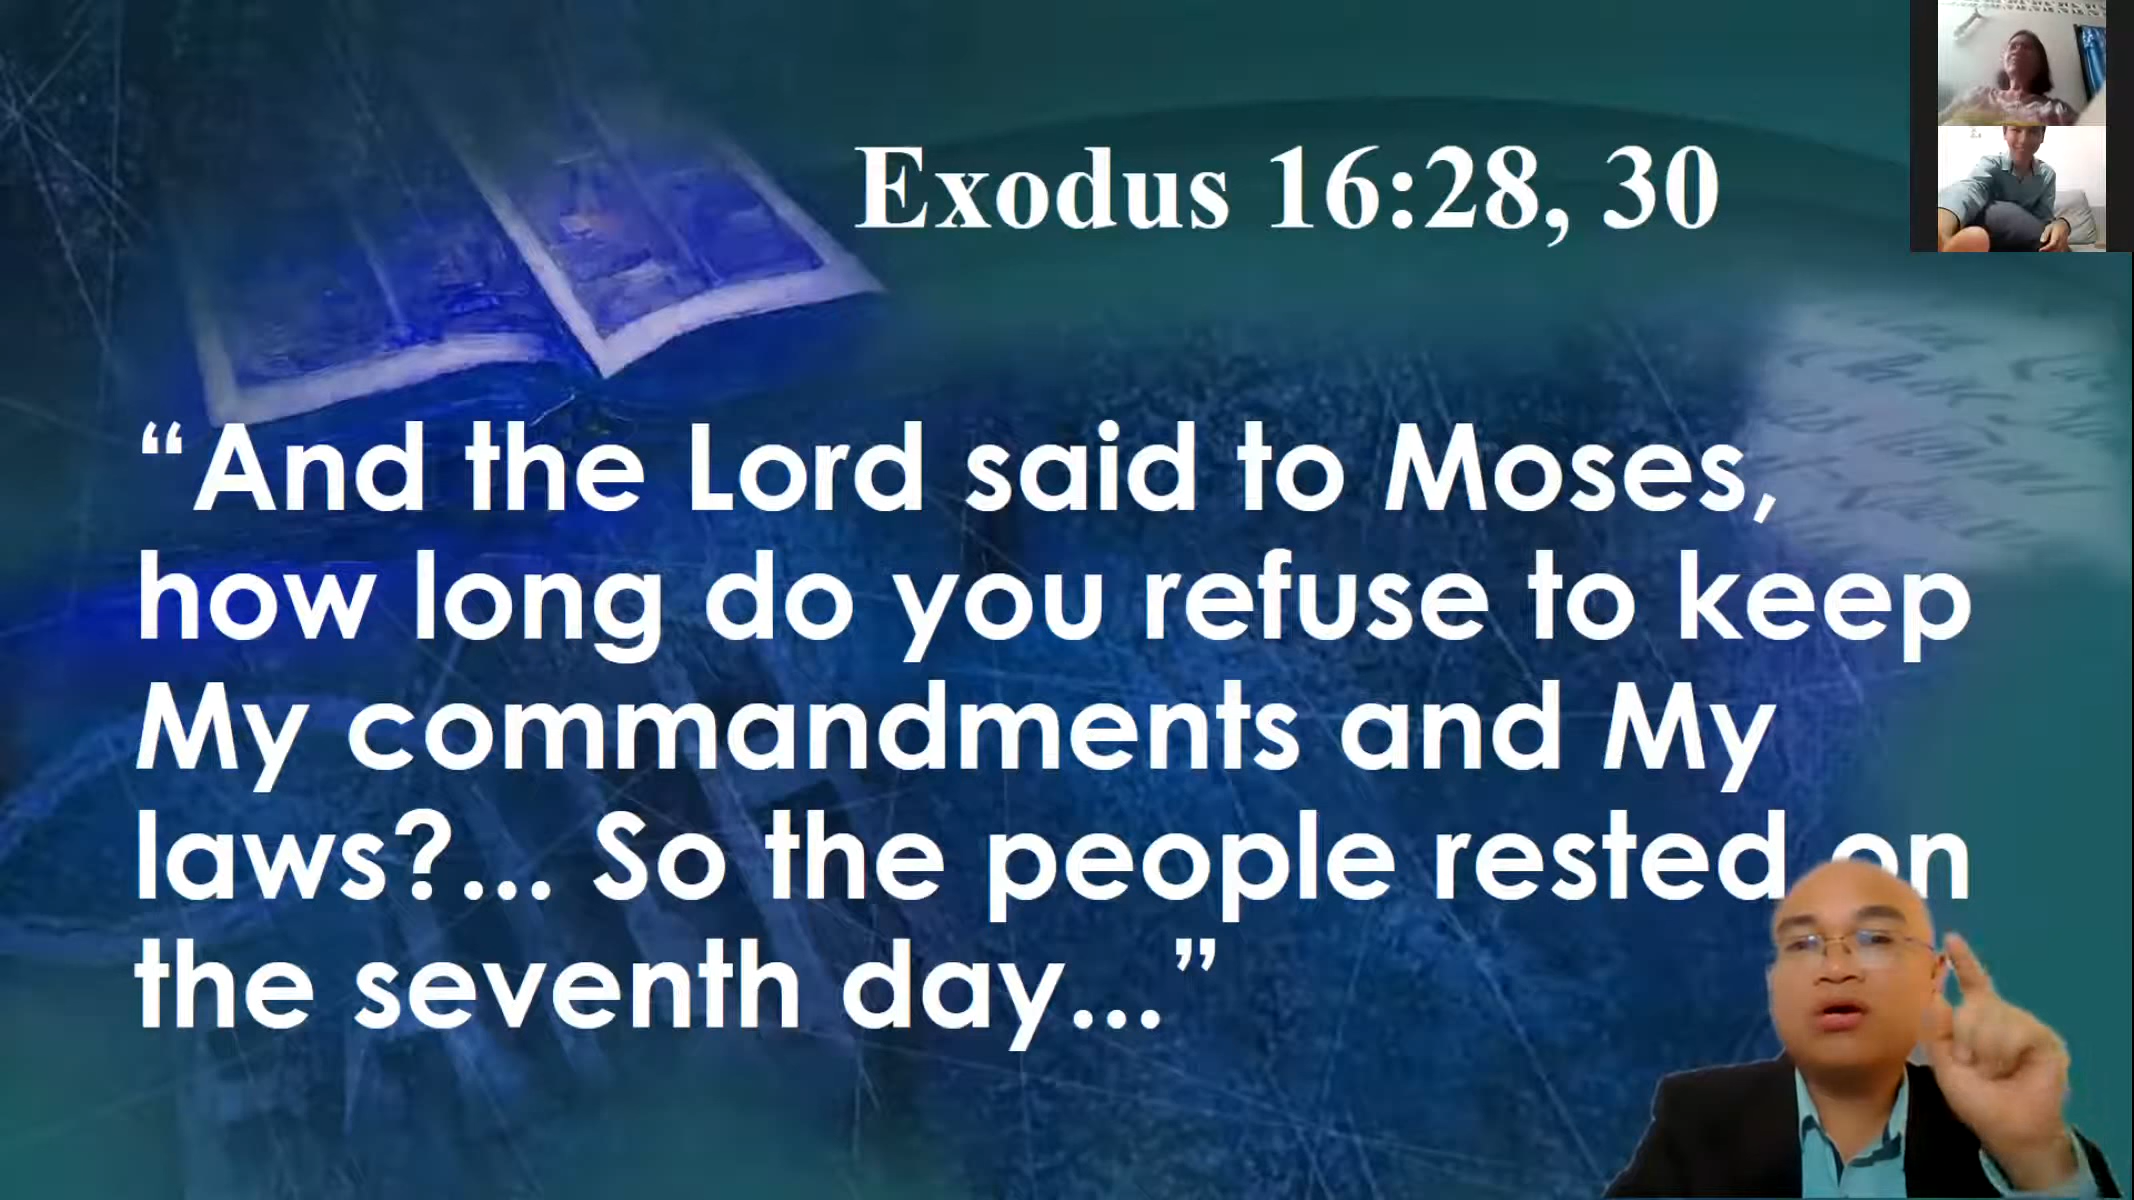 Exodus 16:28, 30
“And the Lord said to Moses,
how long do you refuse to keep
My commandments and My
laws?... So the people rested on
the seventh day...”